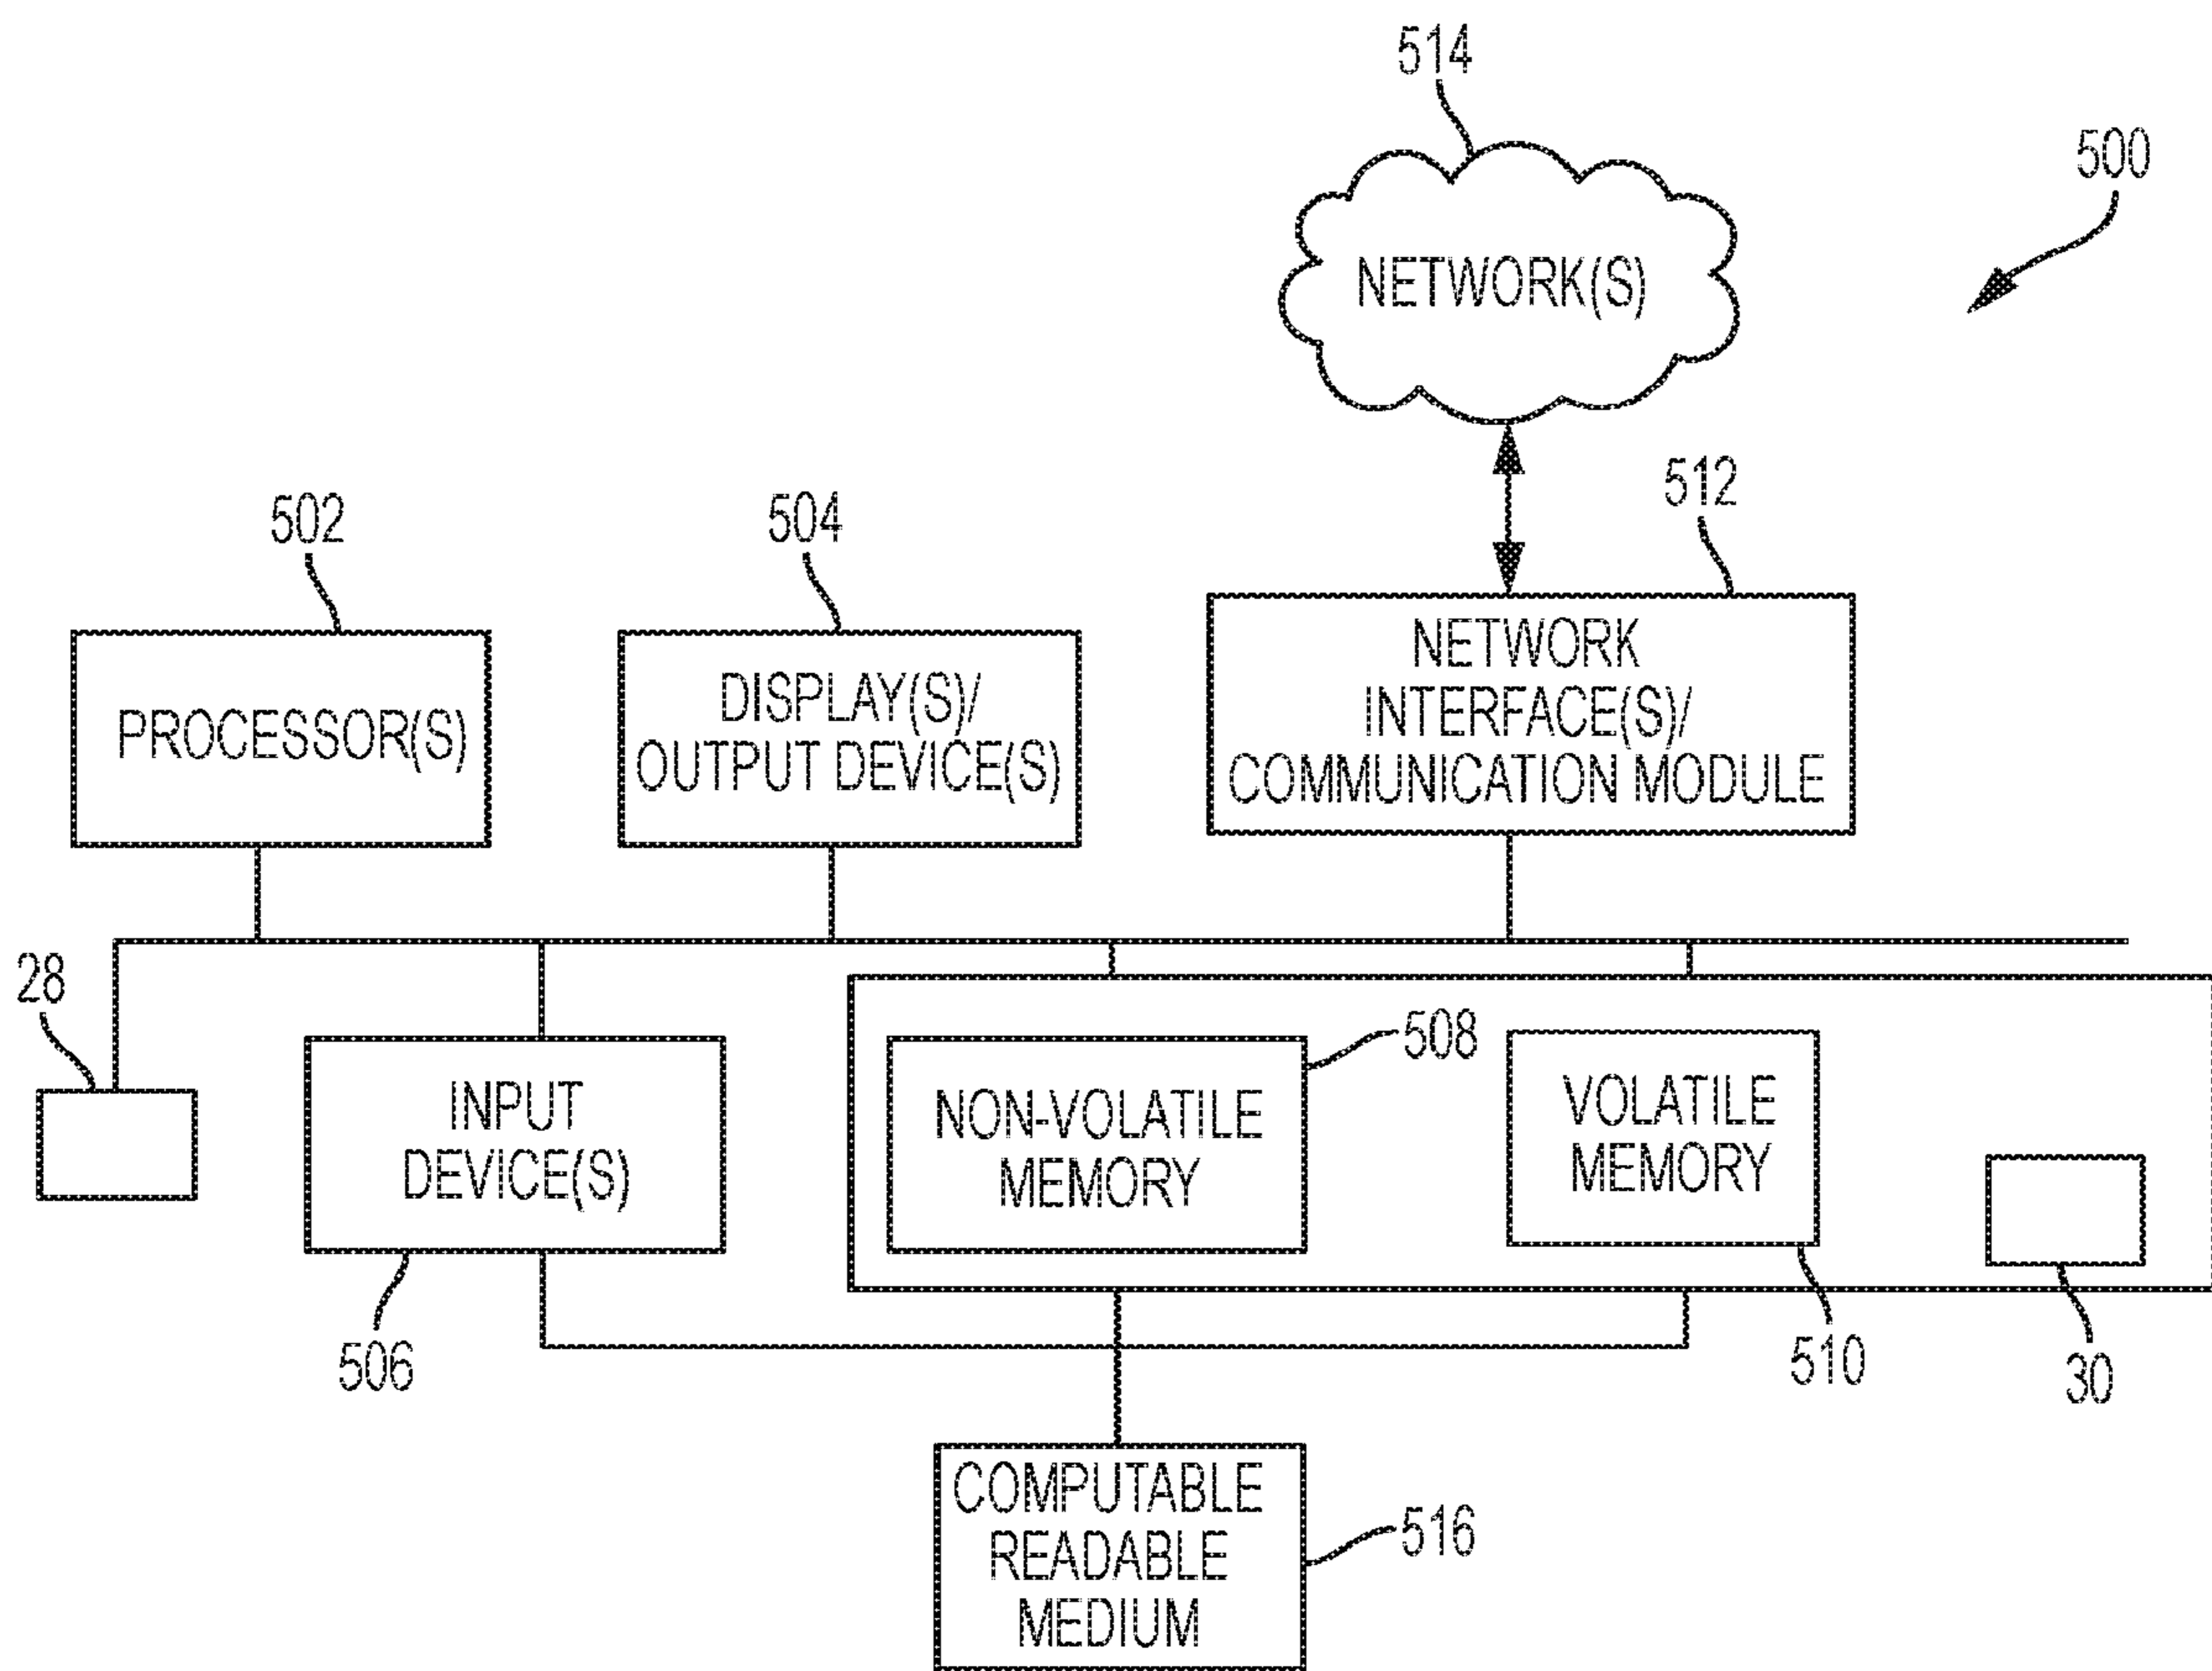 514
500
NETWORK(S)
512
502
504
NETWORK
INTERFACE(S)/
COMMUNICATION MODULE
DISPLAY(S)/
OUTPUT DEVICE(S)
PROCESSOR(S)
28
508
INPUT
DEVICE(S)
NON-VOLATILE
MEMORY
VOLATILE
MEMORY
506
510
30
COMPUTABLE
READABLE
MEDIUM
516